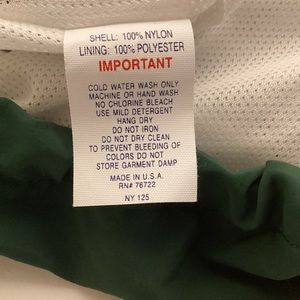 SHELL: 100% NYLON
LINING: 100% POLYESTER
IMPORTANT
COLD WATER WASH ONLY
MACHINE OR HAND WASH
NO CHLORINE BLEACH
USE MILD DETERGENT
HANG DRY
DO NOT IRON
DO NOT DRY CLEAN
TO PREVENT BLEEDING OF
COLORS DO NOT
STORE GARMENT DAMP
MADE IN U.S.A.
RN# 76722
NY 125